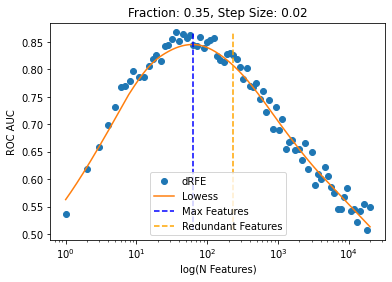 Fraction: 0.35, Step Size: 0.02
ROC AUC
0.85
0.80
0.75
0.70
0.65
0.60
0.55
0.50
dRFE
Lowess
Max Features
Redundant Features
10⁰ 10¹ 10² 10³ 10⁴
log(N Features)